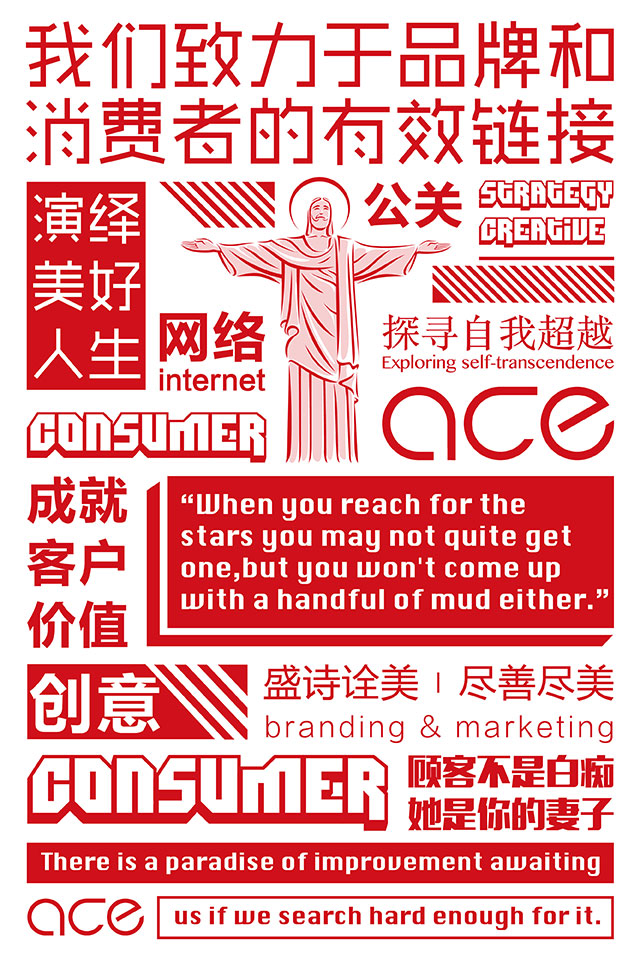 我们致力于品牌和
消费者的有效链接
演绎
美好
人生
公关
STRATEGY
CREATIVE
网络
internet
探寻自我超越
Exploring self-transcendence
CONSUMER
ace
成就
客户
价值
“When you reach for the
stars you may not quite get
one,but you won't come up
with a handful of mud either.”
创意
盛诗诠美 | 尽善尽美
branding & marketing
CONSUMER
顾客不是白痴
她是你的妻子
There is a paradise of improvement awaiting
ace
us if we search hard enough for it.